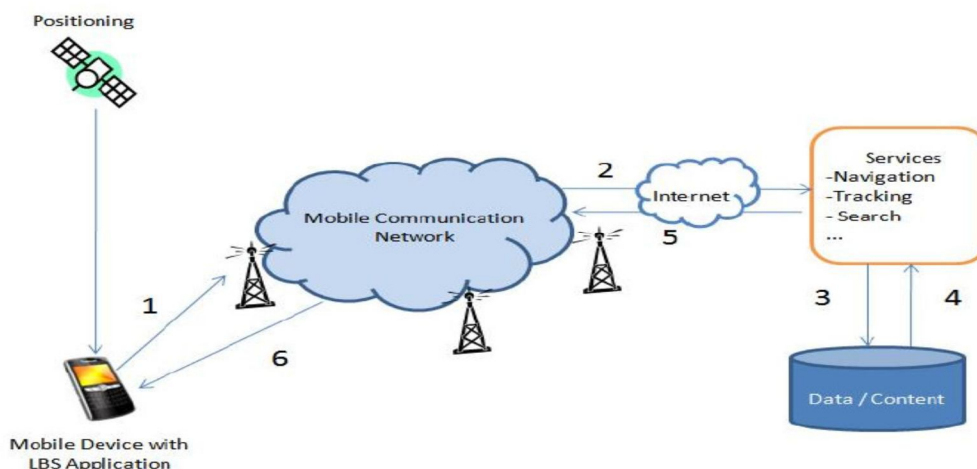 Positioning
Mobile Communication
Network
2
Internet
5
Services
-Navigation
-Tracking
- Search
...
1
6
3
4
Data / Content
Mobile Device with
LBS Application